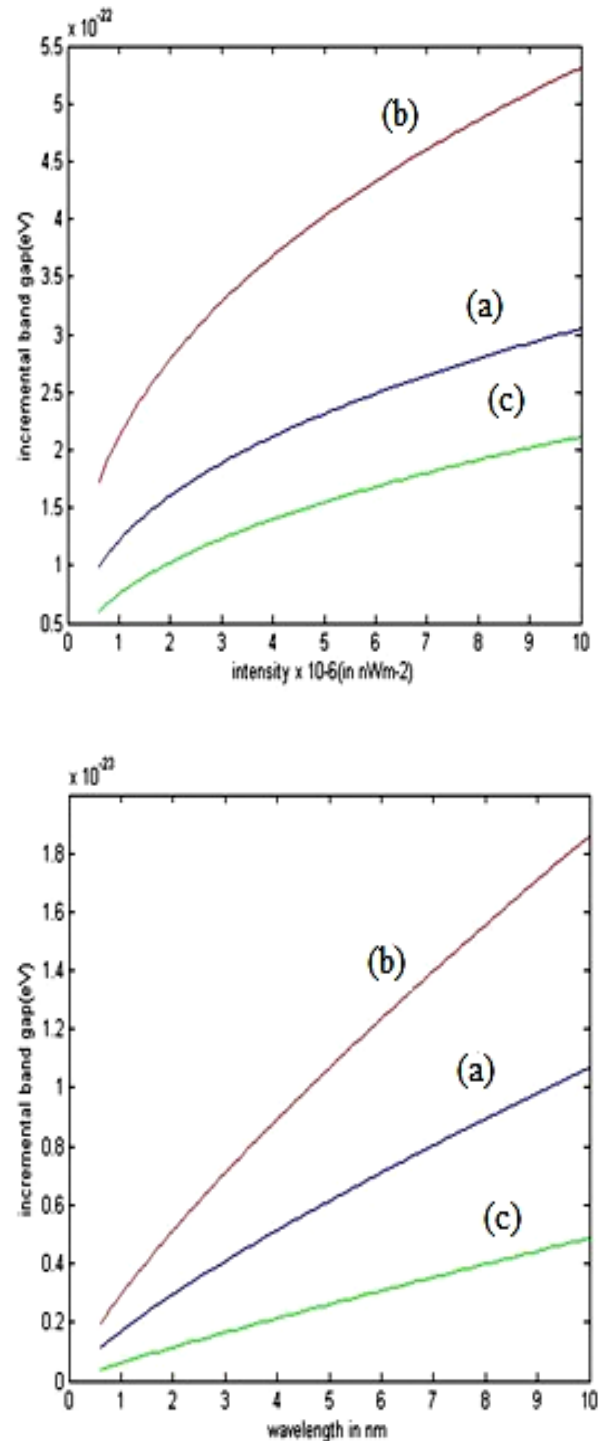 x 10-22
5.5
5
4.5
4
3.5
3
2.5
2
1.5
1
0.5
incremental band gap(eV)
(b)
(a)
(c)
0 1 2 3 4 5 6 7 8 9 10
intensity x 10-6(in nWm-2)
x 10-23
1.8
1.6
1.4
1.2
1
0.8
0.6
0.4
0.2
0
incremental band gap(eV)
(b)
(a)
(c)
0 1 2 3 4 5 6 7 8 9 10
wavelength in nm